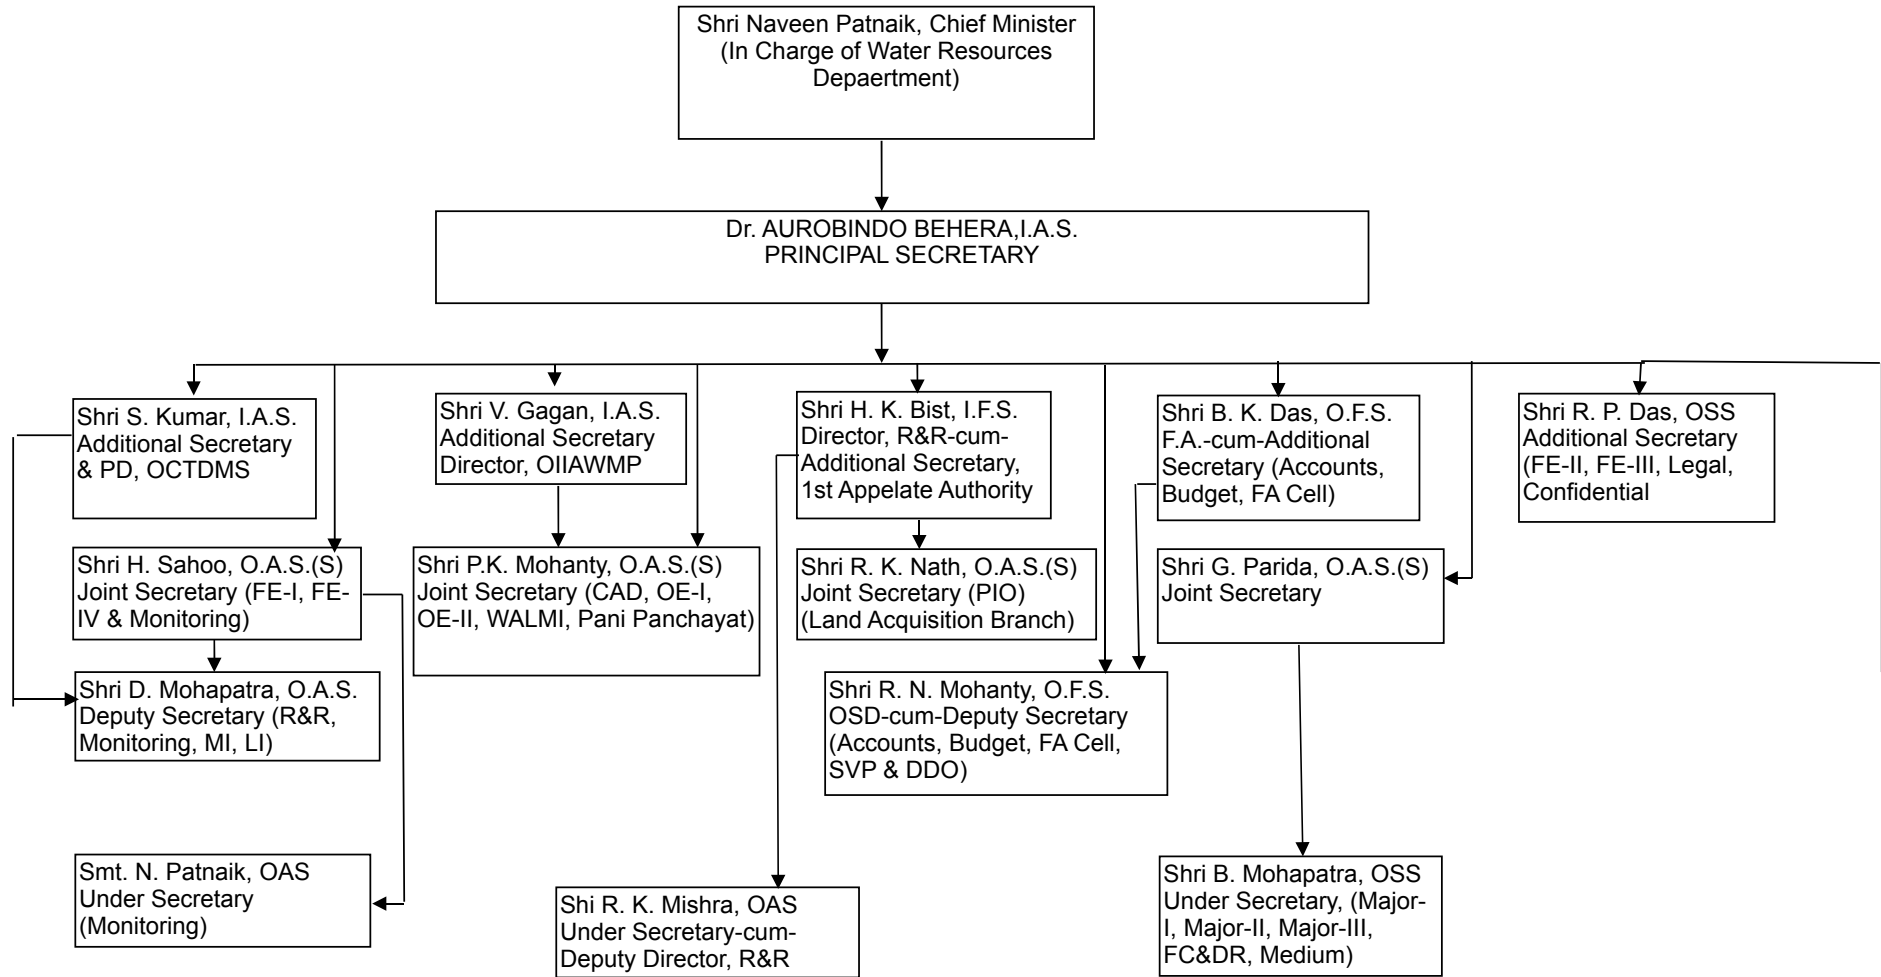 Shri Naveen Patnaik, Chief Minister
(In Charge of Water Resources
Depaertment)
Dr. AUROBINDO BEHERA,I.A.S.
PRINCIPAL SECRETARY
Shri S. Kumar, I.A.S.
Additional Secretary
& PD, OCTDMS
Shri V. Gagan, I.A.S.
Additional Secretary
Director, OIIAWMP
Shri H. K. Bist, I.F.S.
Director, R&R-cum-
Additional Secretary,
1st Appelate Authority
Shri B. K. Das, O.F.S.
F.A.-cum-Additional
Secretary (Accounts,
Budget, FA Cell)
Shri R. P. Das, OSS
Additional Secretary
(FE-II, FE-III, Legal,
Confidential
Shri H. Sahoo, O.A.S.(S)
Joint Secretary (FE-I, FE-
IV & Monitoring)
Shri P.K. Mohanty, O.A.S.(S)
Joint Secretary (CAD, OE-I,
OE-II, WALMI, Pani Panchayat)
Shri R. K. Nath, O.A.S.(S)
Joint Secretary (PIO)
(Land Acquisition Branch)
Shri G. Parida, O.A.S.(S)
Joint Secretary
Shri D. Mohapatra, O.A.S.
Deputy Secretary (R&R,
Monitoring, MI, LI)
Shri R. N. Mohanty, O.F.S.
OSD-cum-Deputy Secretary
(Accounts, Budget, FA Cell,
SVP & DDO)
Smt. N. Patnaik, OAS
Under Secretary
(Monitoring)
Shi R. K. Mishra, OAS
Under Secretary-cum-
Deputy Director, R&R
Shri B. Mohapatra, OSS
Under Secretary, (Major-
I, Major-II, Major-III,
FC&DR, Medium)